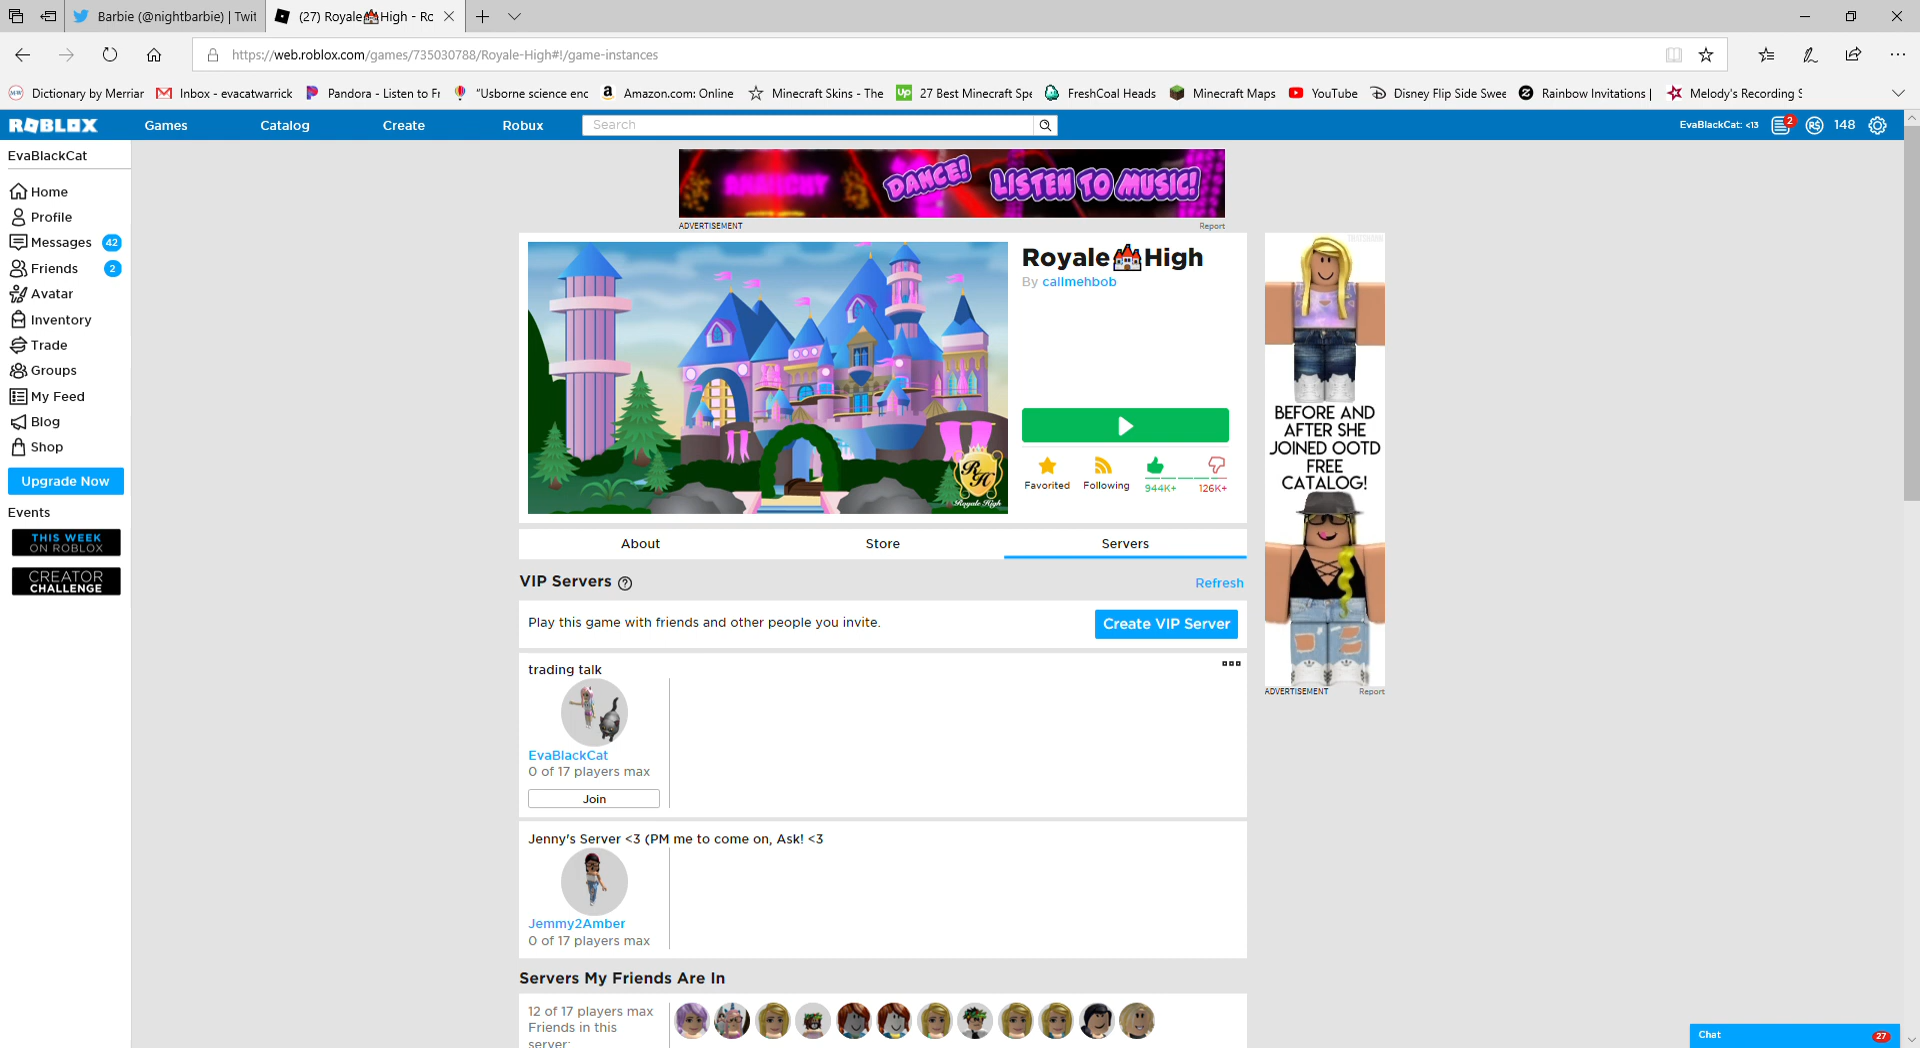 Barbie (@nightbarbie) | Twit
(27) Royale🏰High - Rc
https://web.roblox.com/games/735030788/Royale-High#!/game-instances
Dictionary by Merriar
Inbox - evacatwarrick
Pandora - Listen to Fr
"Usborne science enc
Amazon.com: Online
Minecraft Skins - The
27 Best Minecraft Spe
FreshCoal Heads
Minecraft Maps
YouTube
Disney Flip Side Swee
Rainbow Invitations |
Melody's Recording S
ROBLOX
Games
Catalog
Create
Robux
Search
EvaBlackCat: <13
2
R$
148
EvaBlackCat
Home
Profile
Messages 42
Friends 2
Avatar
Inventory
Trade
Groups
My Feed
Blog
Shop
Upgrade Now
Events
THIS WEEK
ON ROBLOX
CREATOR
CHALLENGE
DANCE!
LISTEN TO MUSIC!
ADVERTISEMENT
Report
RH
Royale High
Royale🏰High
By callmehbob
Favorited
Following
944K+
126K+
About
Store
Servers
VIP Servers
Refresh
Play this game with friends and other people you invite.
Create VIP Server
trading talk
EvaBlackCat
0 of 17 players max
Join
Jenny's Server <3 (PM me to come on, Ask! <3
Jemmy2Amber
0 of 17 players max
Servers My Friends Are In
12 of 17 players max
Friends in this
server:
BEFORE AND
AFTER SHE
JOINED OOTD
FREE
CATALOG!
ADVERTISEMENT
Report
Chat
27